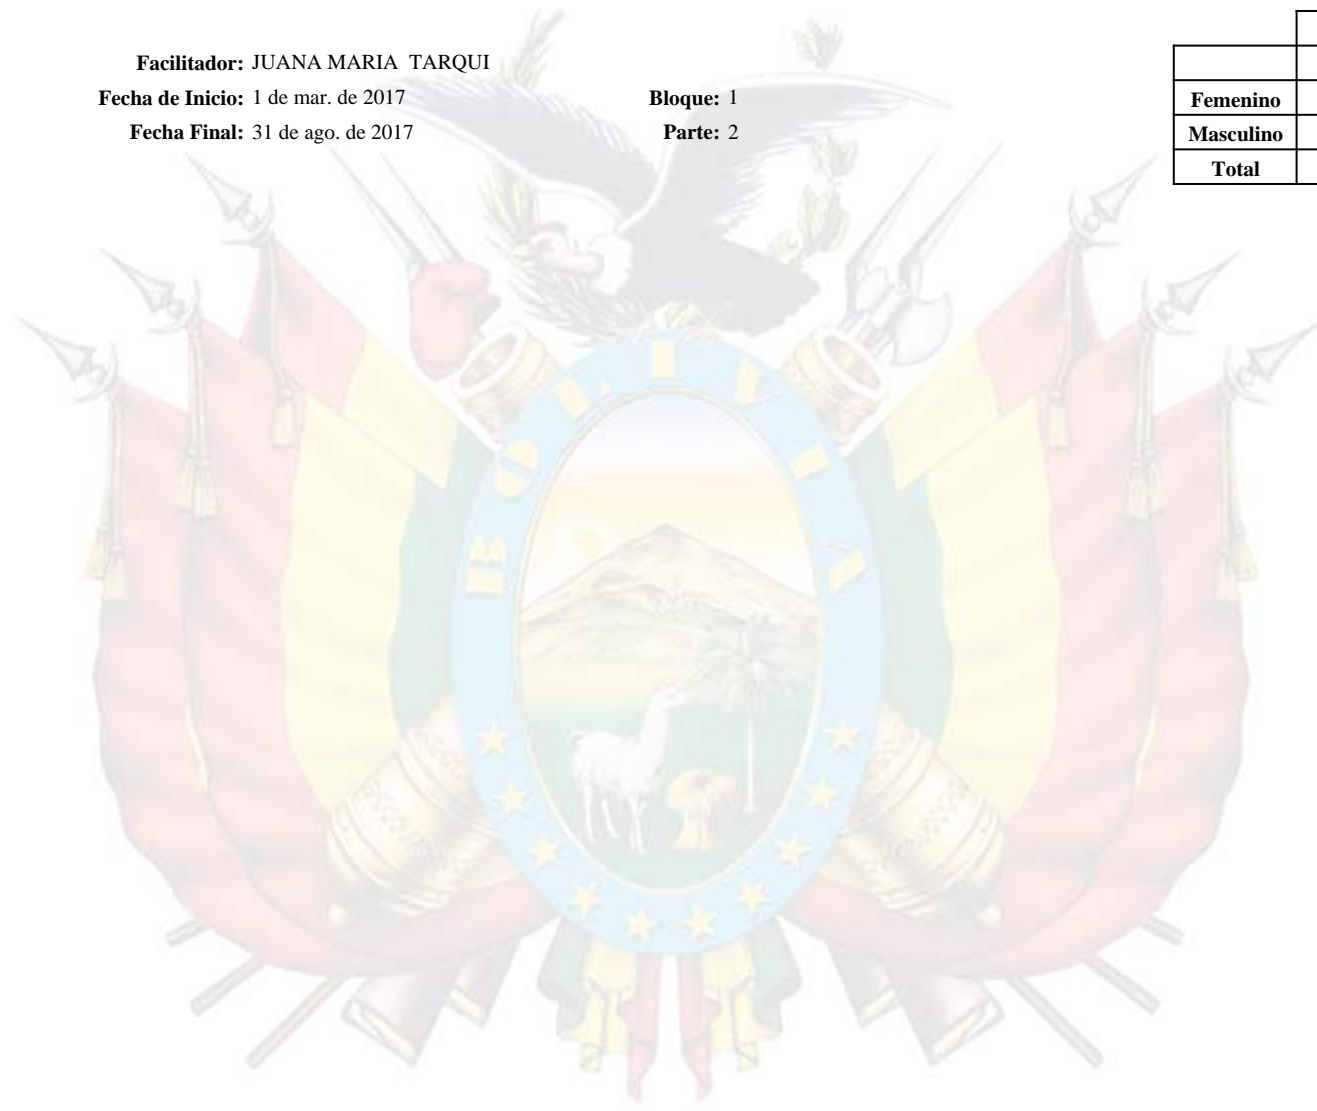 Facilitador: JUANA MARIA TARQUI
Fecha de Inicio: 1 de mar. de 2017 Bloque: 1
Fecha Final: 31 de ago. de 2017 Parte: 2
Femenino
Masculino
Total
BOLIVIA